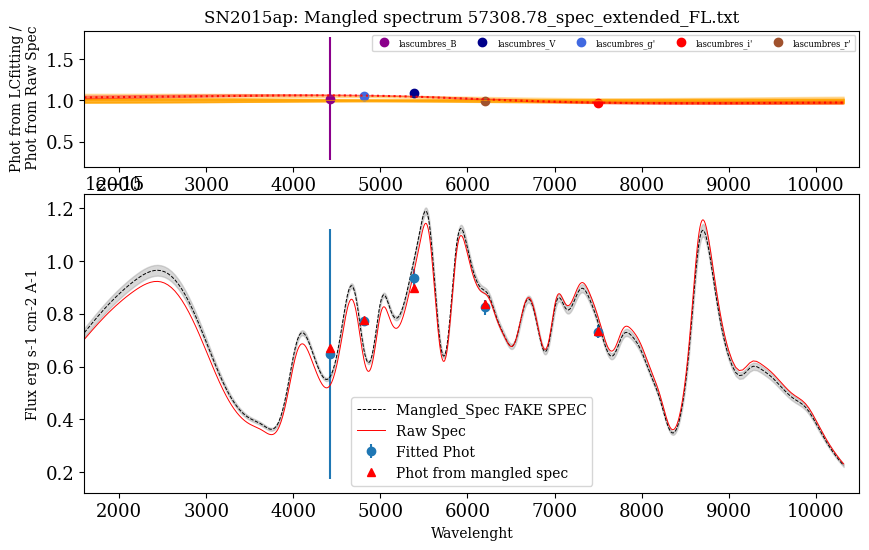 SN2015ap: Mangled spectrum 57308.78_spec_extended_FL.txt
Phot from LCfitting /
Phot from Raw Spec
1.5
1.0
0.5
lascumbres_B
lascumbres_V
lascumbres_g'
lascumbres_i'
lascumbres_r'
2000
3000
4000
5000
6000
7000
8000
9000
10000
1e−15
Flux erg s-1 cm-2 A-1
1.2
1.0
0.8
0.6
0.4
0.2
Mangled_Spec FAKE SPEC
Raw Spec
Fitted Phot
Phot from mangled spec
2000
3000
4000
5000
6000
7000
8000
9000
10000
Wavelenght